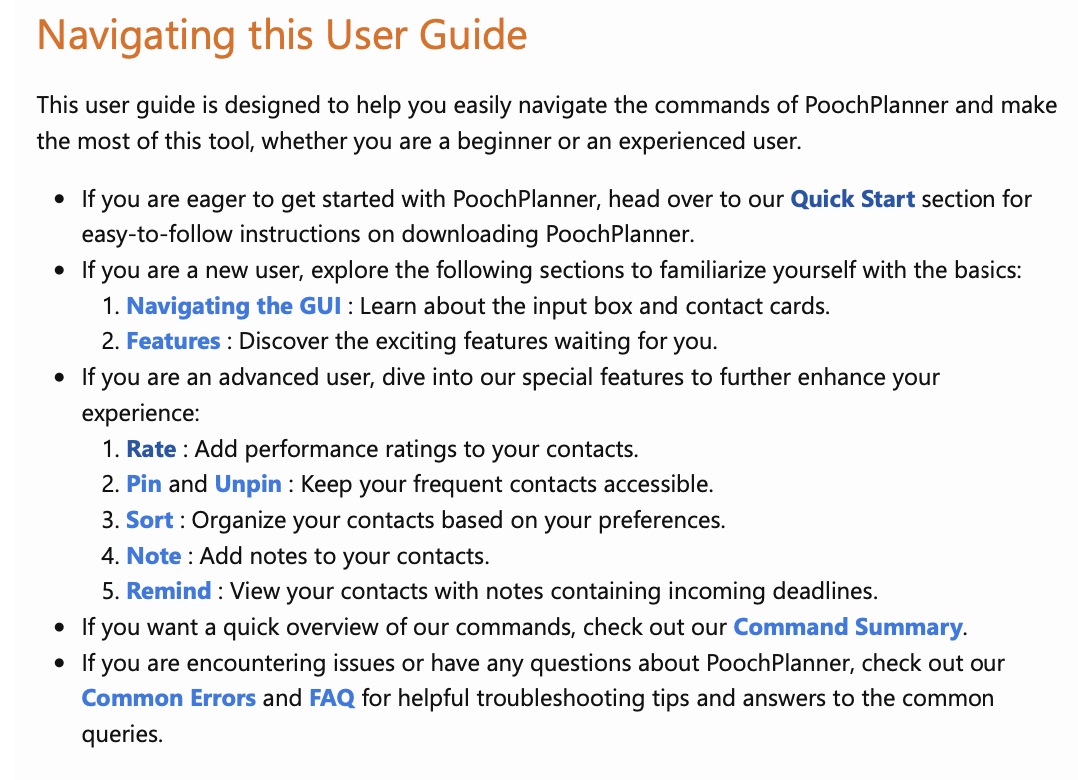 Navigating this User Guide
This user guide is designed to help you easily navigate the commands of PoochPlanner and make
the most of this tool, whether you are a beginner or an experienced user.
• If you are eager to get started with PoochPlanner, head over to our Quick Start section for
easy-to-follow instructions on downloading PoochPlanner.
• If you are a new user, explore the following sections to familiarize yourself with the basics:
1. Navigating the GUI : Learn about the input box and contact cards.
2. Features : Discover the exciting features waiting for you.
• If you are an advanced user, dive into our special features to further enhance your
experience:
1. Rate : Add performance ratings to your contacts.
2. Pin and Unpin : Keep your frequent contacts accessible.
3. Sort : Organize your contacts based on your preferences.
4. Note : Add notes to your contacts.
5. Remind : View your contacts with notes containing incoming deadlines.
• If you want a quick overview of our commands, check out our Command Summary.
• If you are encountering issues or have any questions about PoochPlanner, check out our
Common Errors and FAQ for helpful troubleshooting tips and answers to the common
queries.